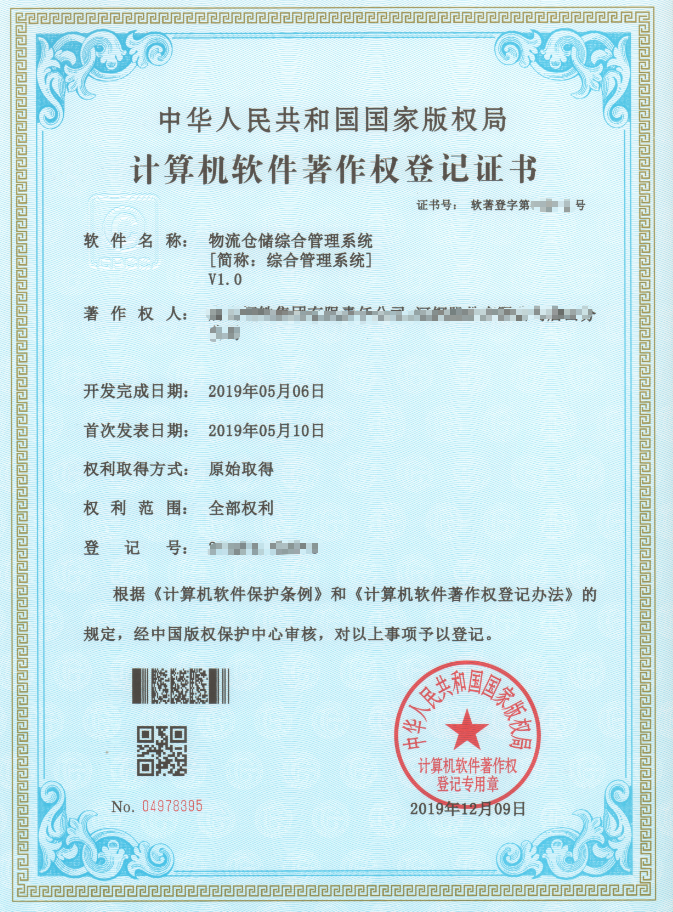 中华人民共和国国家版权局
计算机软件著作权登记证书
证书号： 软著登字第 号
软件名称： 物流仓储综合管理系统
[简称：综合管理系统]
V1.0
著作权人：
开发完成日期： 2019年05月06日
首次发表日期： 2019年05月10日
权利取得方式： 原始取得
权利范围： 全部权利
登记号：
根据《计算机软件保护条例》和《计算机软件著作权登记办法》的
规定，经中国版权保护中心审核，对以上事项予以登记。
中华人民共和国国家版权局
计算机软件著作权
登记专用章
No. 04978395
2019年12月09日